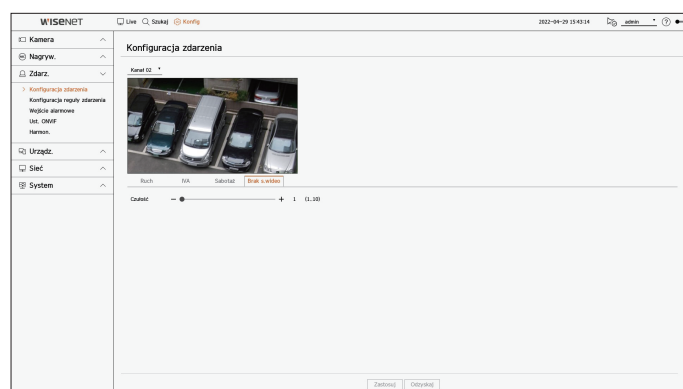 WISENET
Live Szukaj Konfig
2022-04-29 15:43:14 admin ?
Kamera
Nagryw.
Zdarz.
Konfiguracja zdarzenia
Konfiguracja reguły zdarzenia
Wejście alarmowe
Ust. ONVIF
Harmon.
Urządz.
Sieć
System
Konfiguracja zdarzenia
Kanał 02
Ruch IVA Sabotaż Brak s.wideo
Czułość − + 1 (1..10)
Zastosuj Odzyskaj